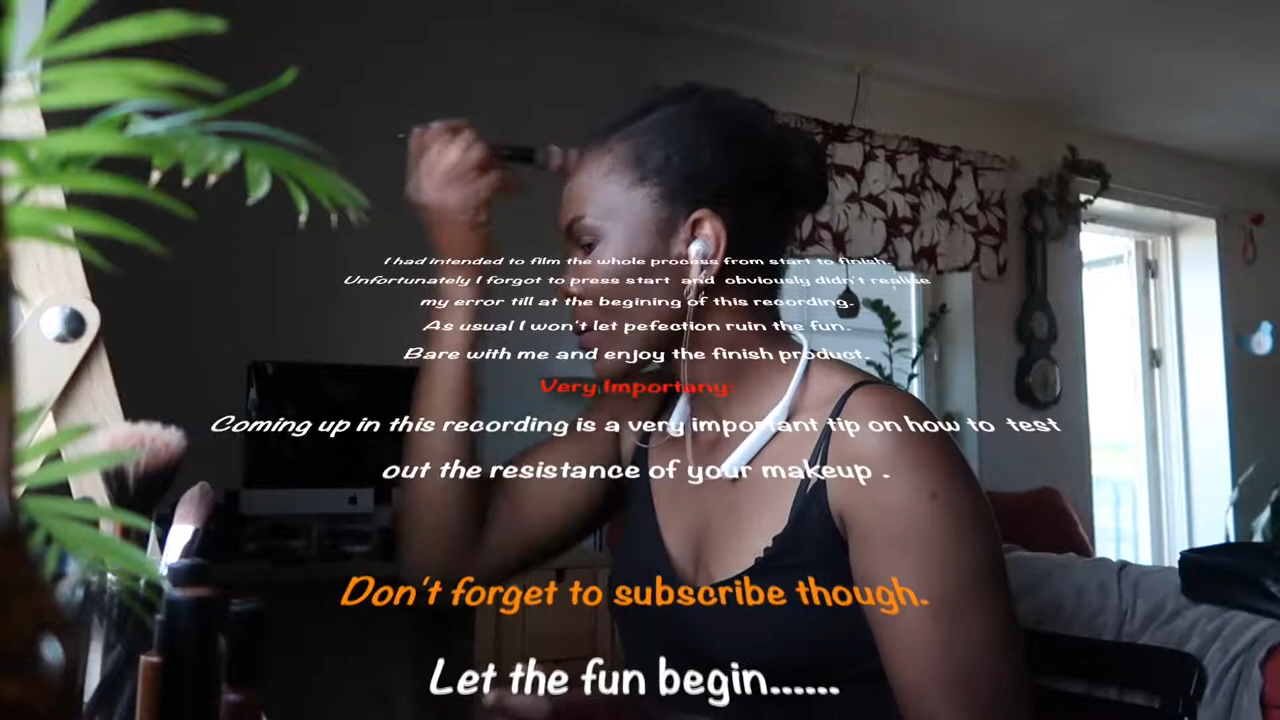 I had intended to film the whole process from start to finish.
Unfortunately I forgot to press start and obviously didn't realise
my error till at the begining of this recording.
As usual I won't let pefection ruin the fun.
Bare with me and enjoy the finish product.
Very Importany:
Coming up in this recording is a very important tip on how to test
out the resistance of your makeup .
Don't forget to subscribe though.
Let the fun begin......